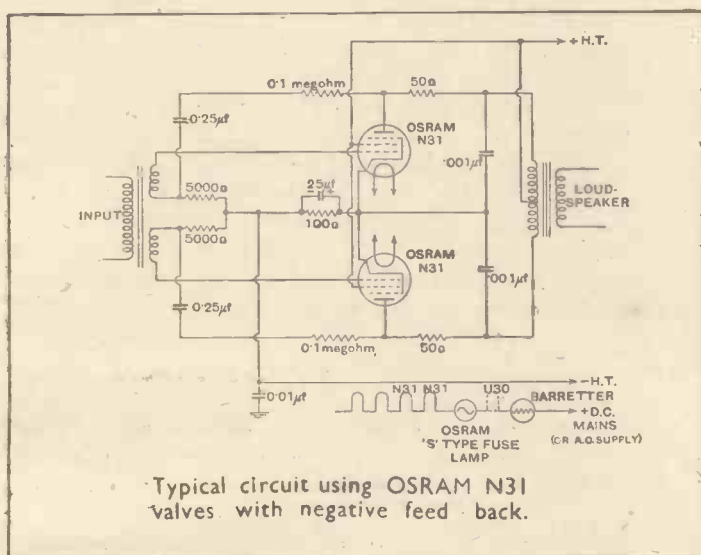 + H.T.
0·1 megohm
50Ω
0·25μf
OSRAM
N31
·001μf
5000Ω
25μf
INPUT
100Ω
LOUD-
SPEAKER
5000Ω
OSRAM
N31
·001μf
0·25μf
0·1 megohm
50Ω
-H.T.
0·01μf
N31 N31 U30
BARRETTER
+D.C.
MAINS
(OR A.C. SUPPLY)
OSRAM
'S' TYPE FUSE
LAMP
Typical circuit using OSRAM N31
valves with negative feed back.